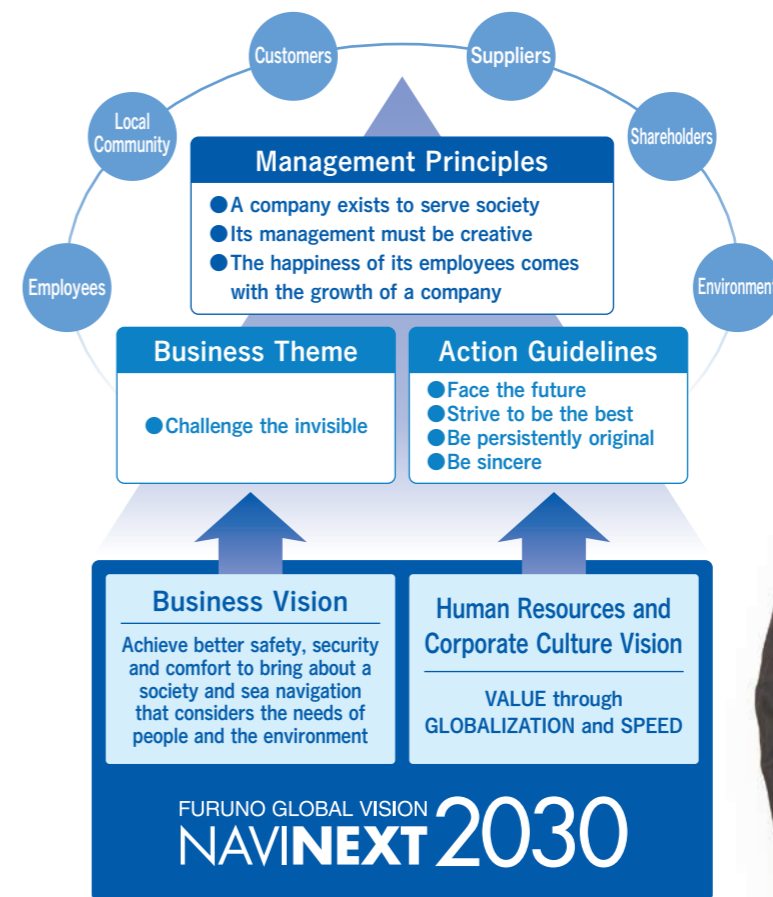 Customers
Suppliers
Local
Community
Shareholders
Employees
Environment
Management Principles
●A company exists to serve society
●Its management must be creative
●The happiness of its employees comes
with the growth of a company
Business Theme
●Challenge the invisible
Action Guidelines
●Face the future
●Strive to be the best
●Be persistently original
●Be sincere
Business Vision
Achieve better safety, security
and comfort to bring about a
society and sea navigation
that considers the needs of
people and the environment
Human Resources and
Corporate Culture Vision
VALUE through
GLOBALIZATION and SPEED
FURUNO GLOBAL VISION
NAVINEXT 2030